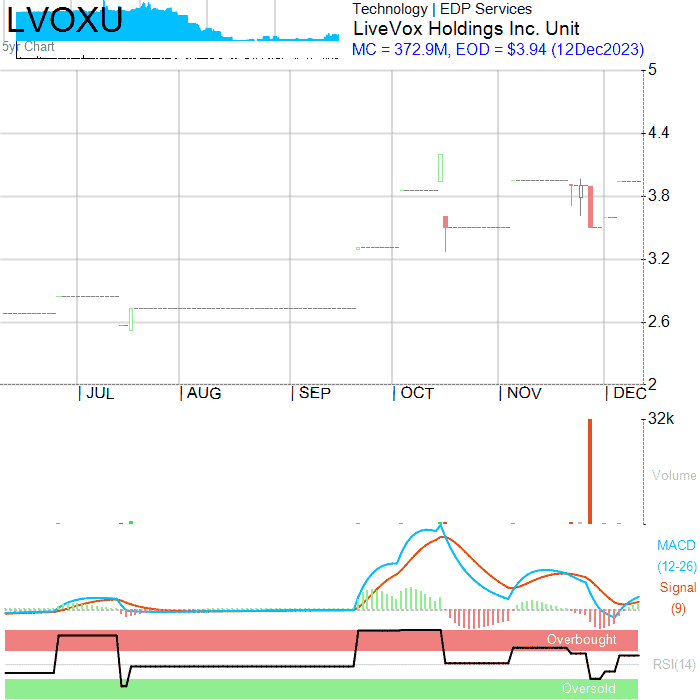 LVOXU
5yr Chart
Technology | EDP Services
LiveVox Holdings Inc. Unit
MC = 372.9M, EOD = $3.94 (12Dec2023)
5
4.4
3.8
3.2
2.6
2
| JUL | AUG | SEP | OCT | NOV | DEC
32k
Volume
MACD
(12-26)
Signal
(9)
Overbought
RSI(14)
Oversold